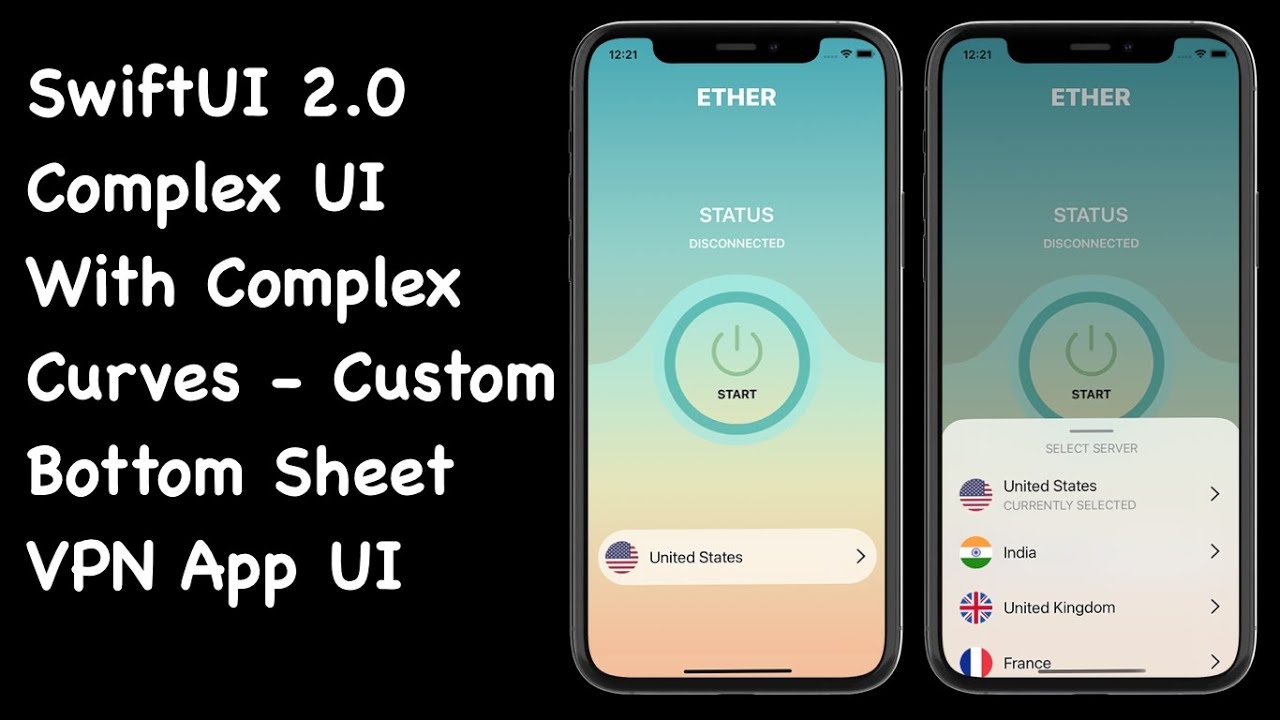 SwiftUI 2.0
Complex UI
With Complex
Curves - Custom
Bottom Sheet
VPN App UI
12:21
ETHER
STATUS
DISCONNECTED
START
United States
12:21
ETHER
STATUS
DISCONNECTED
START
SELECT SERVER
United States
CURRENTLY SELECTED
India
United Kingdom
France